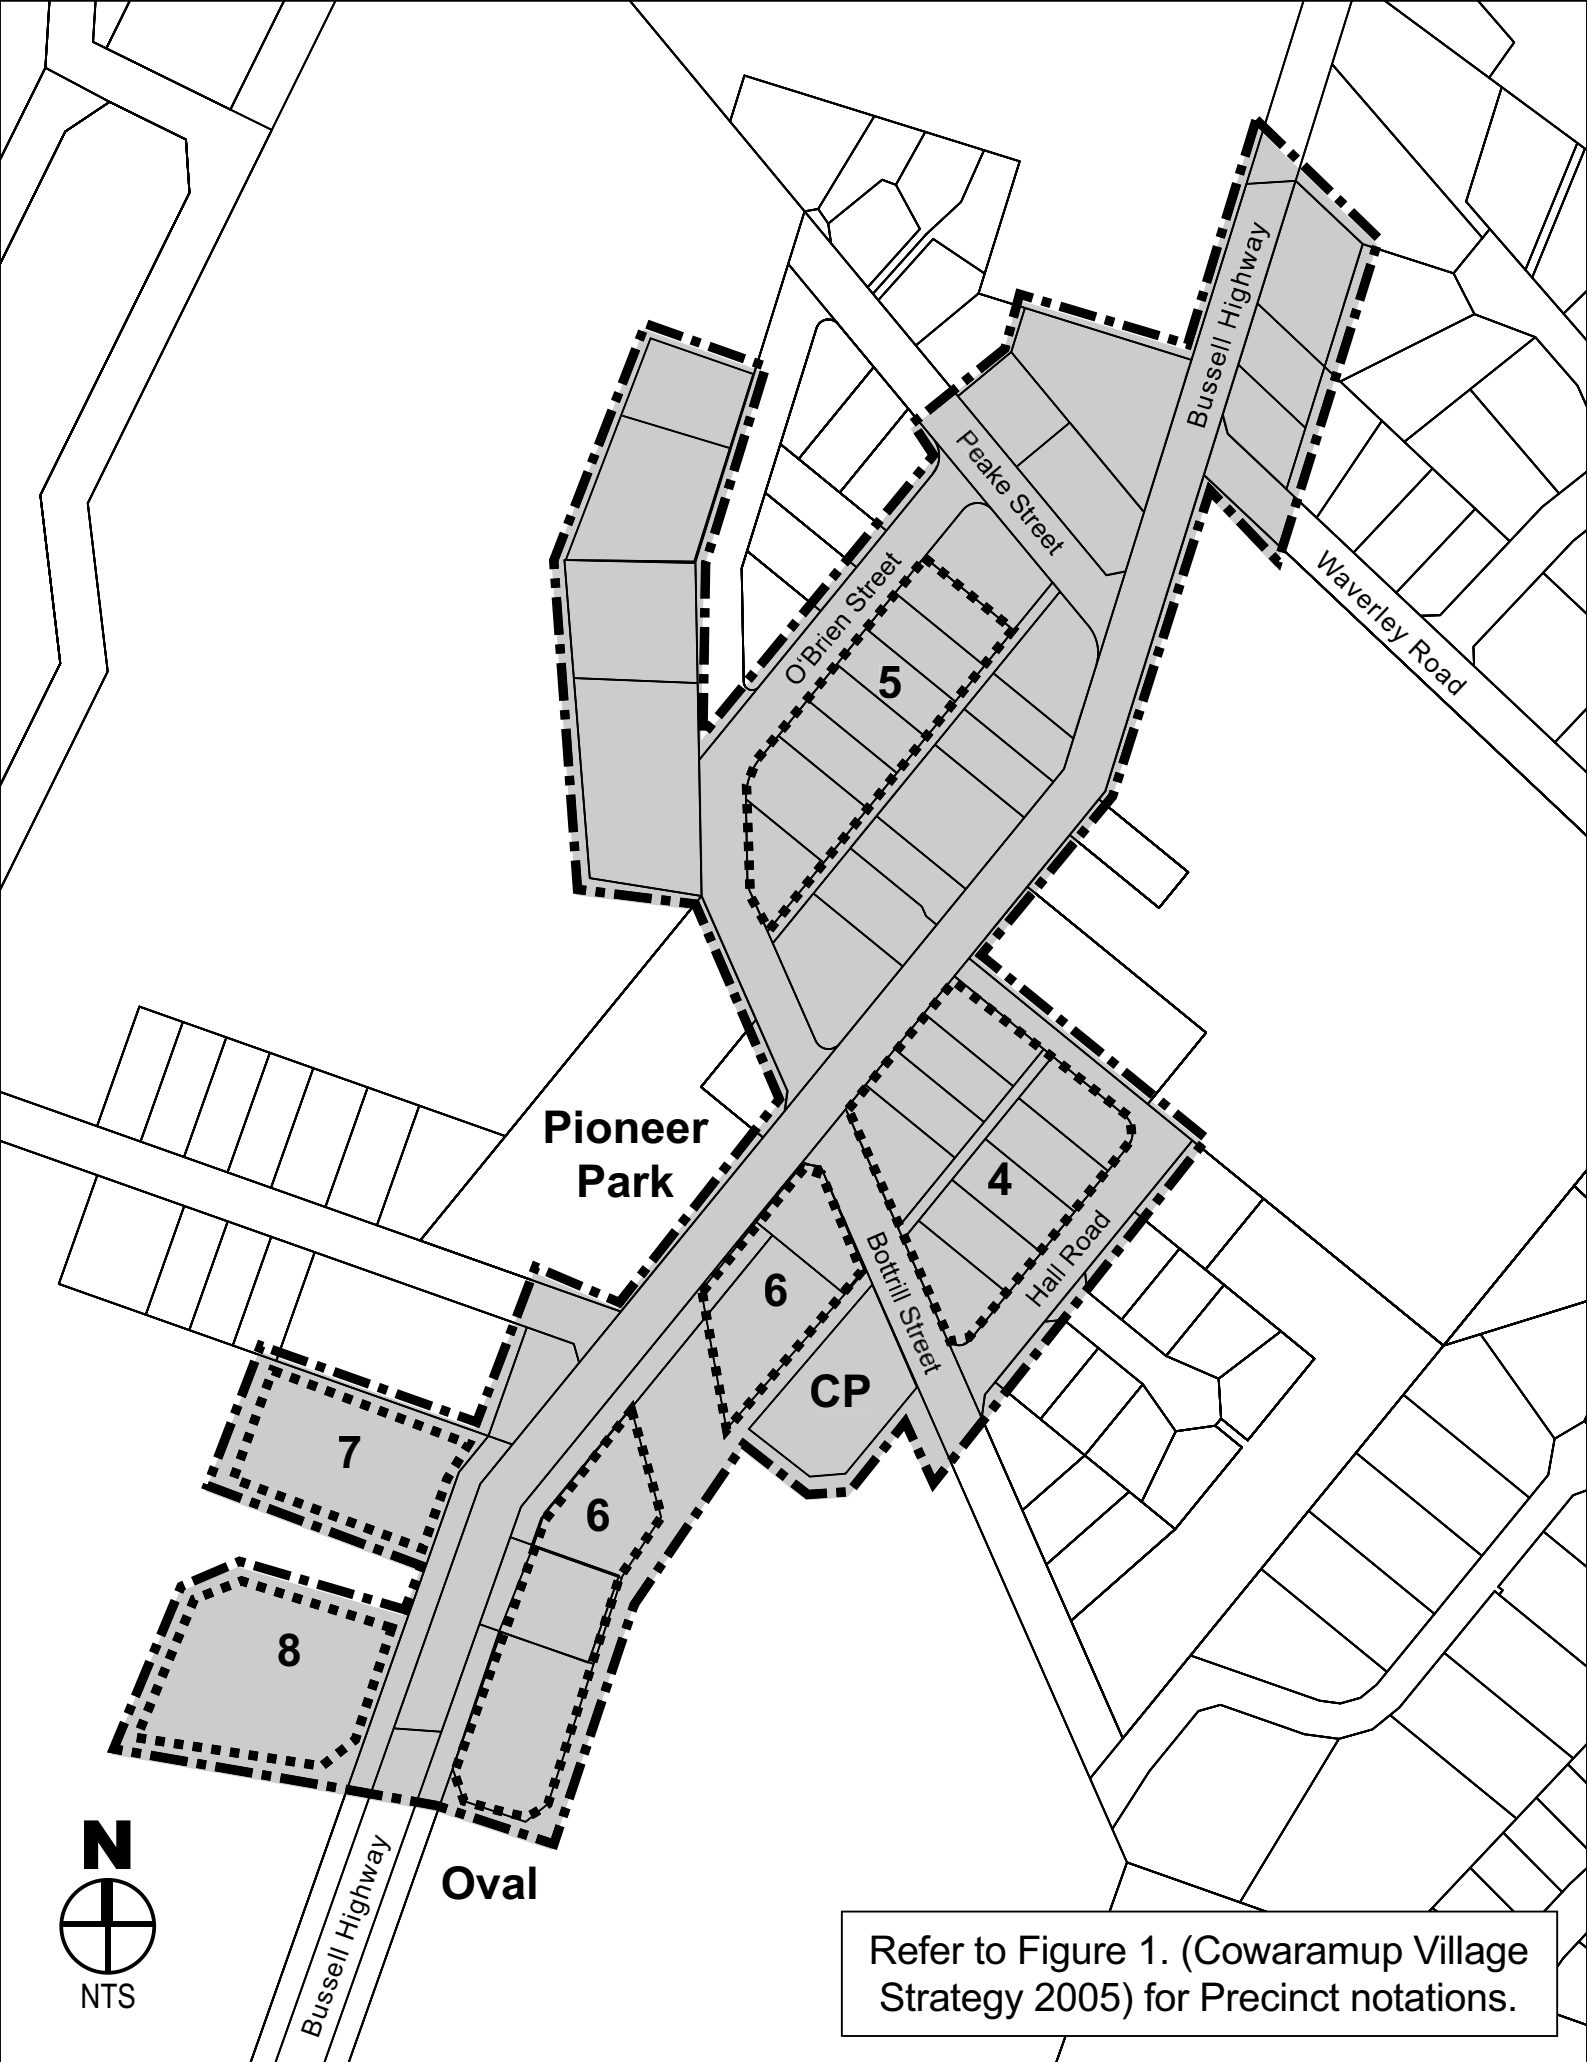 Bussell Highway
Peake Street
O'Brien Street
Waverley Road
5
Pioneer
Park
4
Hall Road
Bottrill Street
6
CP
7
6
8
N
NTS
Oval
Bussell Highway
Refer to Figure 1. (Cowaramup Village
Strategy 2005) for Precinct notations.